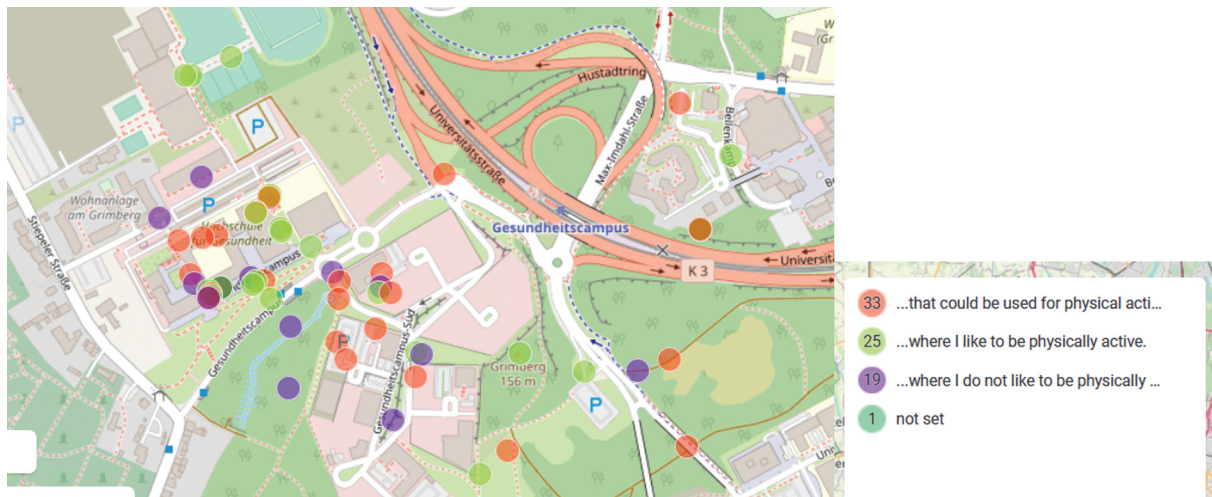 Hustadtring
Universitätsstraße
Max-Imdahl-Straße
P
P
Wohnanlage
am Grimberg
P
Hochschule
für Gesundheit
Stiepeler Straße
Gesundheitscampus
K 3
Gesundheitscampus
P
Gesundheitscampus-Süd
Grimberg
156 m
P
33 ...that could be used for physical acti...
25 ...where I like to be physically active.
19 ...where I do not like to be physically ...
1 not set